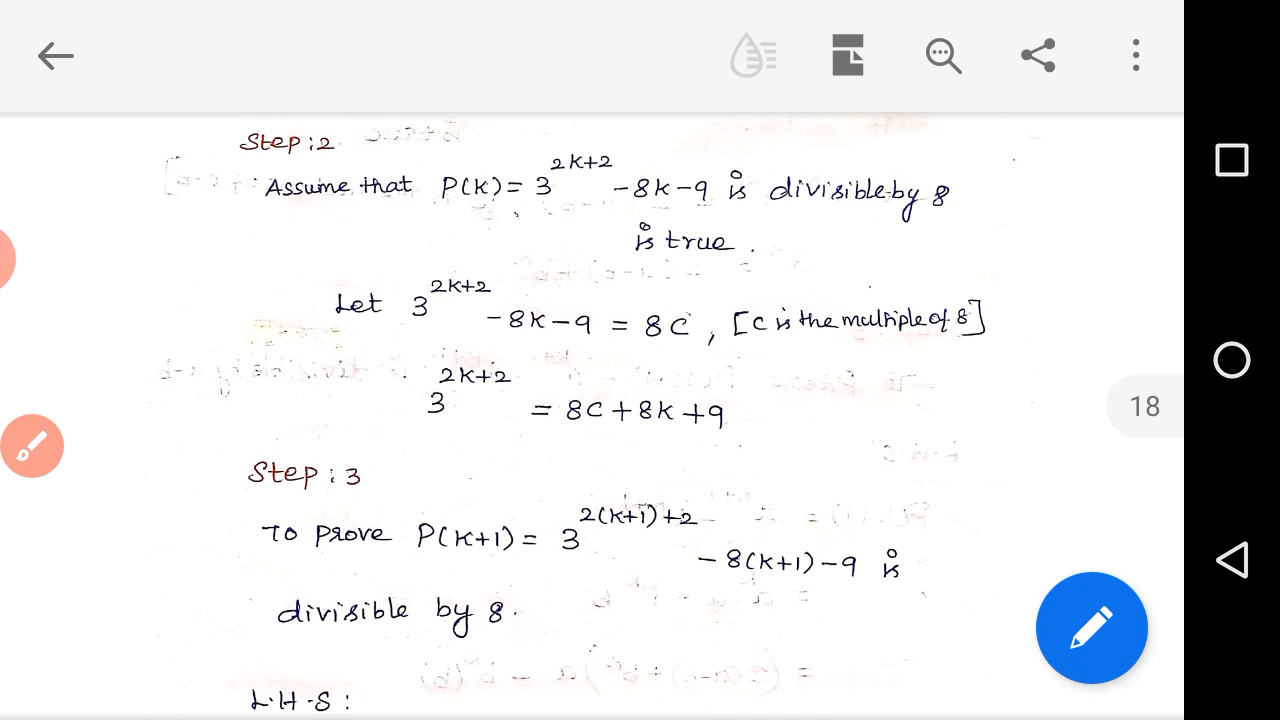 Step:2
Assume that P(k) = 3^{2k+2} - 8k - 9 is divisible by 8
is true.
Let 3^{2k+2} - 8k - 9 = 8C, [C is the multiple of 8]
3^{2k+2} = 8C + 8k + 9
18
Step:3
To prove P(k+1) = 3^{2(k+1)+2} - 8(k+1) - 9 is
divisible by 8.
L.H.S: